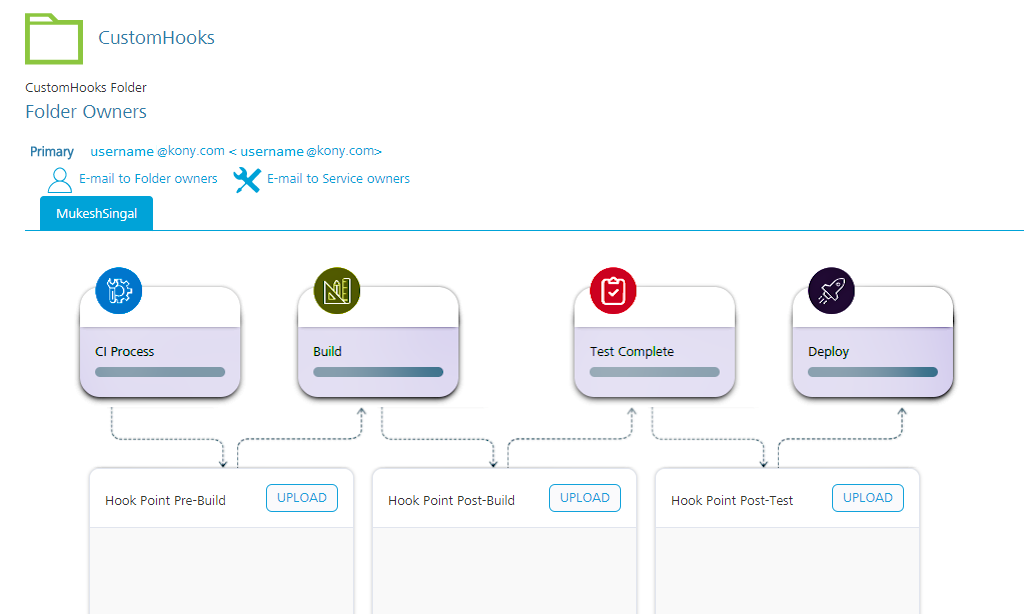 CustomHooks
CustomHooks Folder
Folder Owners
Primary username @kony.com < username @kony.com>
E-mail to Folder owners E-mail to Service owners
MukeshSingal
CI Process Build Test Complete Deploy
Hook Point Pre-Build UPLOAD Hook Point Post-Build UPLOAD Hook Point Post-Test UPLOAD